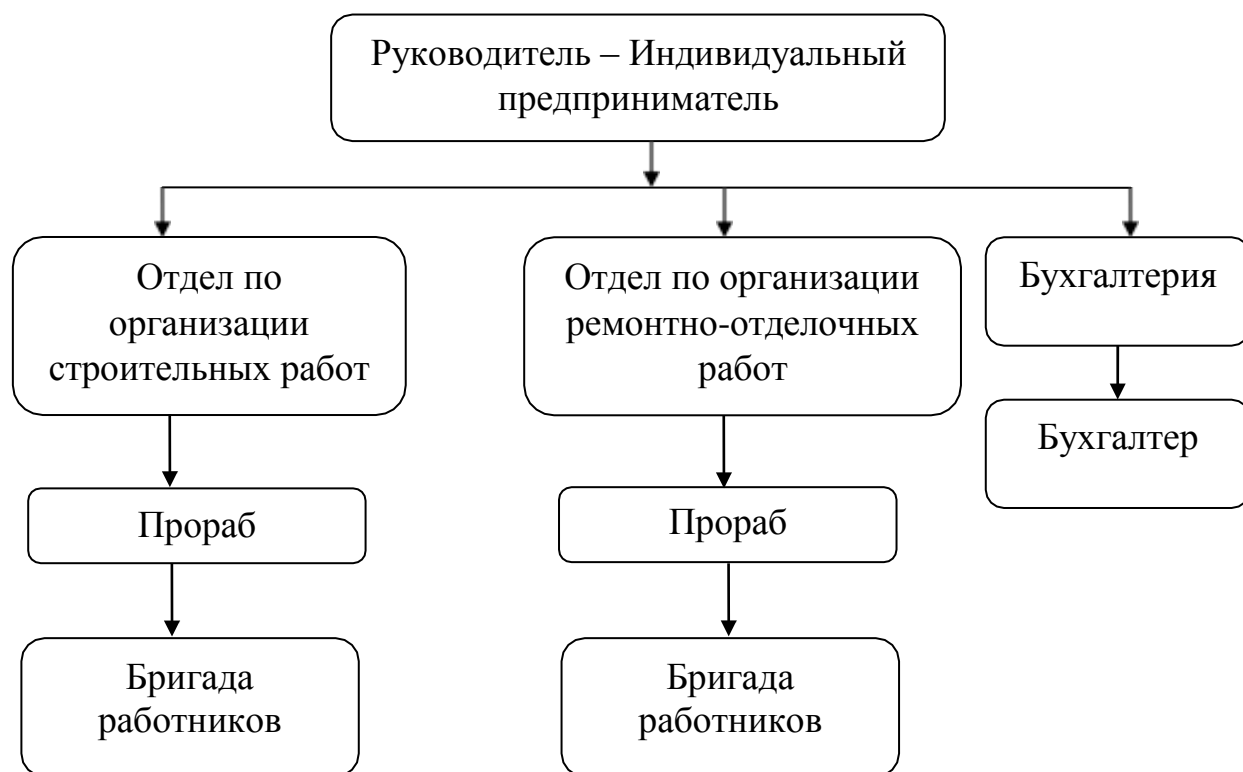 Руководитель – Индивидуальный
предприниматель
Отдел по
организации
строительных работ
Отдел по организации
ремонтно-отделочных
работ
Бухгалтерия
Бухгалтер
Прораб
Прораб
Бригада
работников
Бригада
работников